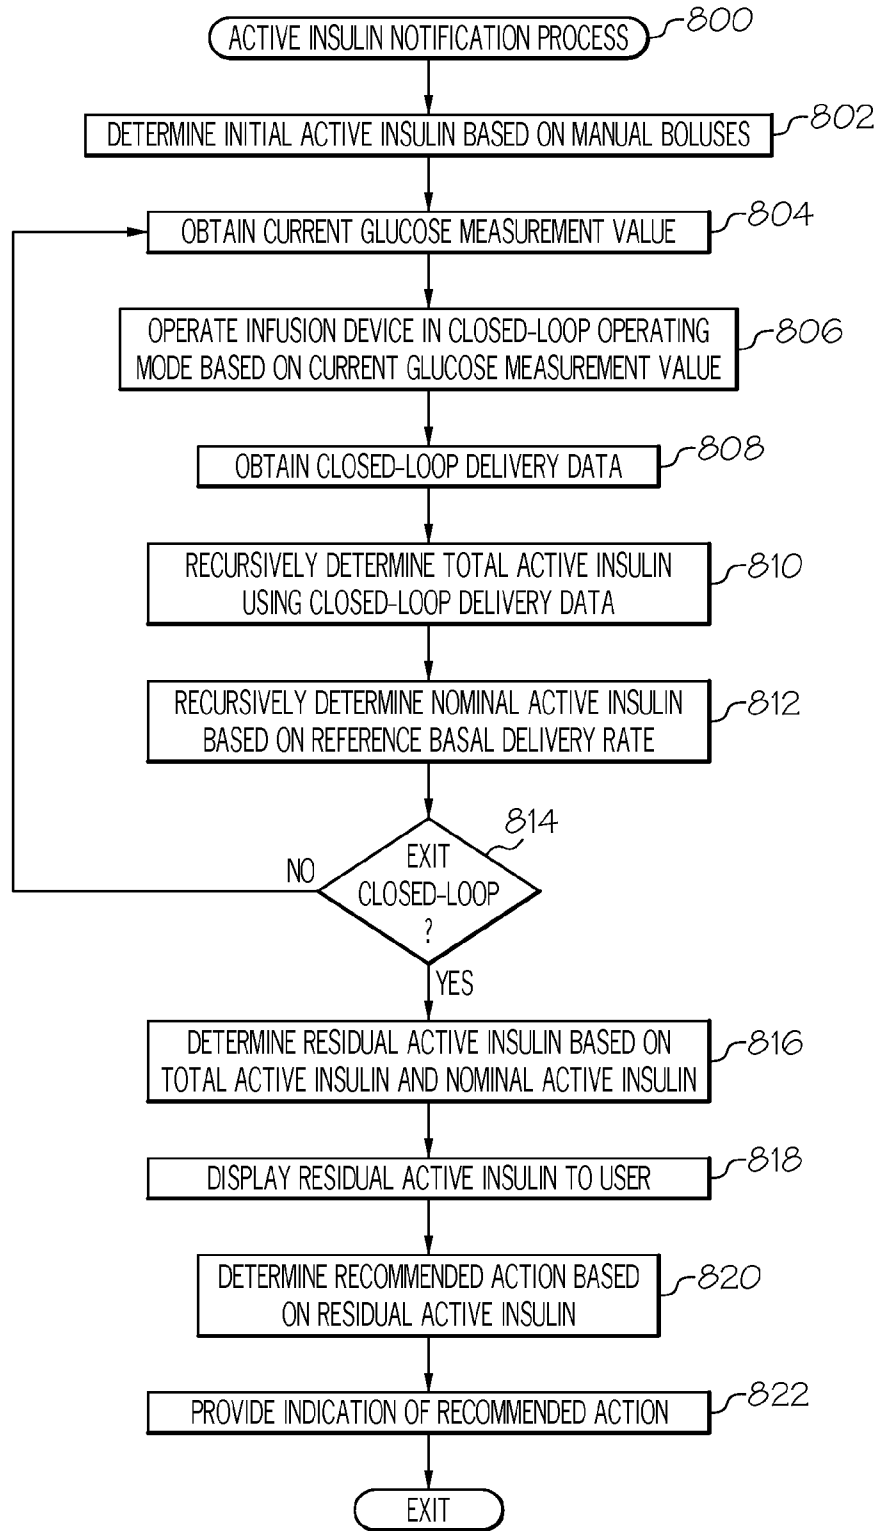 ACTIVE INSULIN NOTIFICATION PROCESS
800
DETERMINE INITIAL ACTIVE INSULIN BASED ON MANUAL BOLUSES
802
OBTAIN CURRENT GLUCOSE MEASUREMENT VALUE
804
OPERATE INFUSION DEVICE IN CLOSED-LOOP OPERATING
MODE BASED ON CURRENT GLUCOSE MEASUREMENT VALUE
806
OBTAIN CLOSED-LOOP DELIVERY DATA
808
RECURSIVELY DETERMINE TOTAL ACTIVE INSULIN
USING CLOSED-LOOP DELIVERY DATA
810
RECURSIVELY DETERMINE NOMINAL ACTIVE INSULIN
BASED ON REFERENCE BASAL DELIVERY RATE
812
814
EXIT
CLOSED-LOOP
?
NO
YES
DETERMINE RESIDUAL ACTIVE INSULIN BASED ON
TOTAL ACTIVE INSULIN AND NOMINAL ACTIVE INSULIN
816
DISPLAY RESIDUAL ACTIVE INSULIN TO USER
818
DETERMINE RECOMMENDED ACTION BASED
ON RESIDUAL ACTIVE INSULIN
820
PROVIDE INDICATION OF RECOMMENDED ACTION
822
EXIT